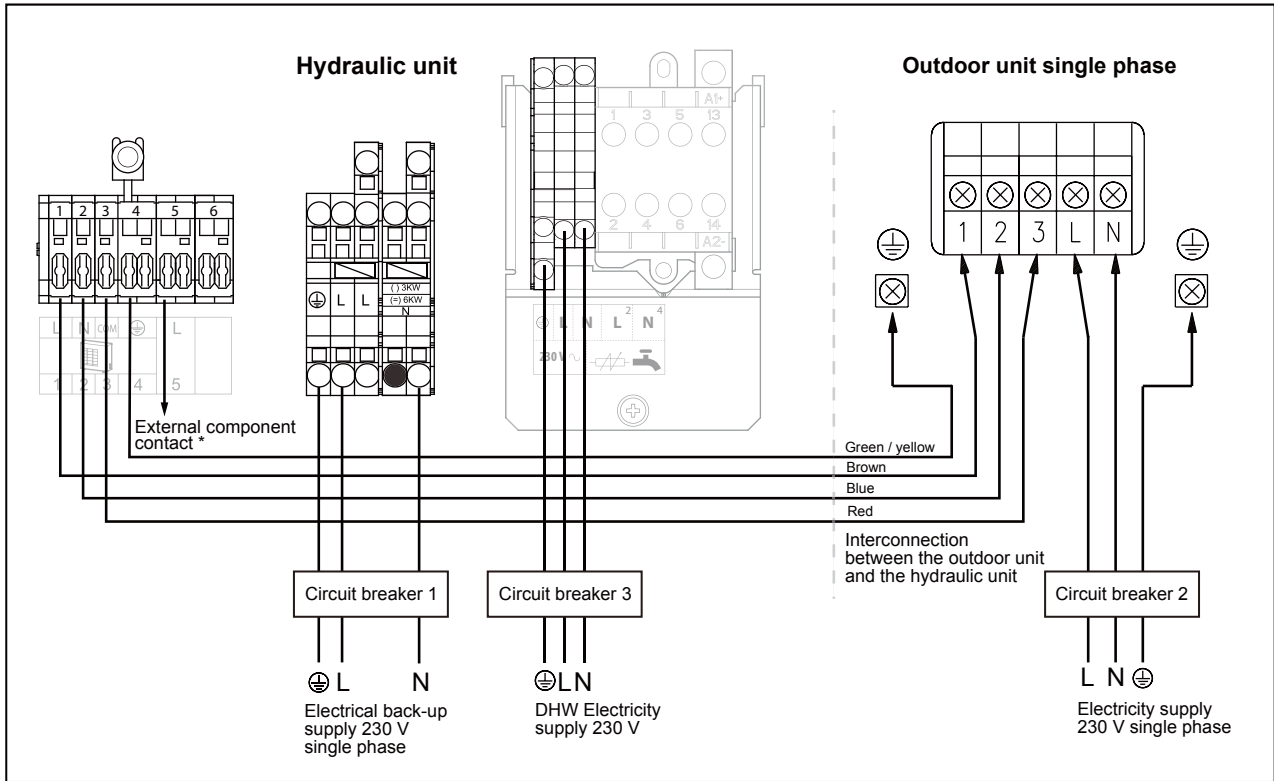 Hydraulic unit
Outdoor unit single phase
A1+
1 3 5 13
2 4 6 14
A2-
1 2 3 4 5 6
L N COM ⏚ L
1 2 3 4 5
⏚ L L
( ) 3KW
(=) 6KW
N
⏚ L N L 2 N 4
230 V ~
1 2 3 L N
⏚
⏚
External component
contact *
Green / yellow
Brown
Blue
Red
Interconnection
between the outdoor unit
and the hydraulic unit
Circuit breaker 1
Circuit breaker 3
Circuit breaker 2
⏚ L N
Electrical back-up
supply 230 V
single phase
⏚ L N
DHW Electricity
supply 230 V
L N ⏚
Electricity supply
230 V single phase